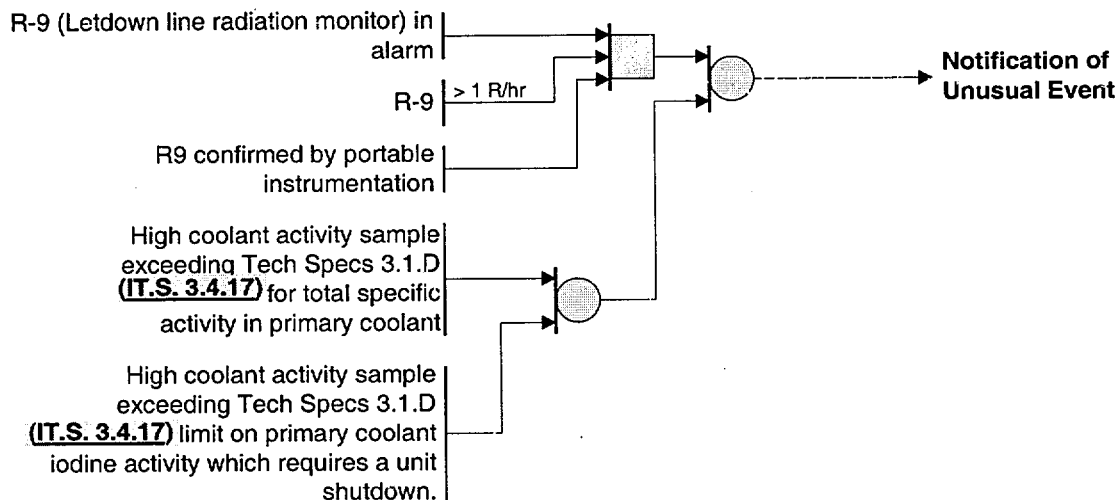 R-9 (Letdown line radiation monitor) in
alarm
R-9
> 1 R/hr
R9 confirmed by portable
instrumentation
High coolant activity sample
exceeding Tech Specs 3.1.D
(IT.S. 3.4.17) for total specific
activity in primary coolant
High coolant activity sample
exceeding Tech Specs 3.1.D
(IT.S. 3.4.17) limit on primary coolant
iodine activity which requires a unit
shutdown.
Notification of
Unusual Event